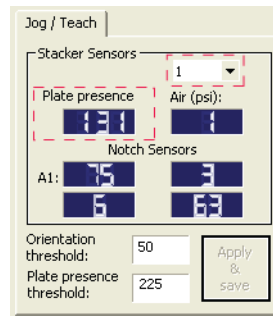 Jog / Teach
Stacker Sensors
1
Plate presence
Air (psi):
131
1
Notch Sensors
A1:
75
3
6
63
Orientation threshold:
50
Plate presence threshold:
225
Apply
&
save